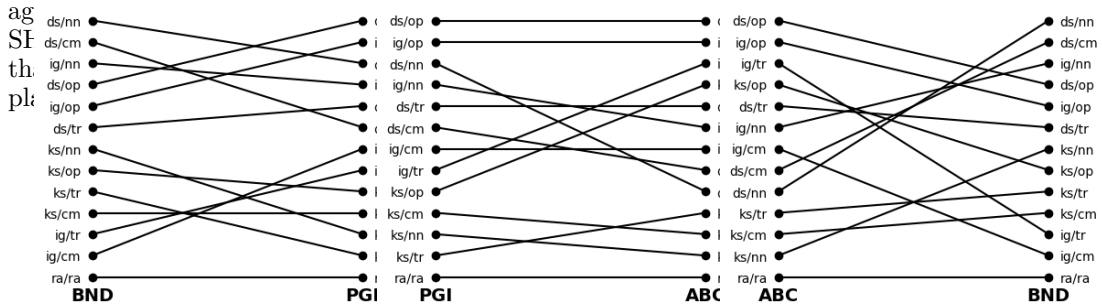 ag
ds/nn
ds/cm
ig/nn
ds/op
ig/op
ds/tr
ks/nn
ks/op
ks/tr
ks/cm
ig/tr
ig/cm
ra/ra
BND
PGI
ds/op
ig/op
ds/nn
ig/nn
ds/tr
ds/cm
ig/cm
ig/tr
ks/op
ks/cm
ks/nn
ks/tr
ra/ra
PGI
ABC
ds/op
ig/op
ig/tr
ks/op
ds/tr
ig/nn
ig/cm
ds/cm
ds/nn
ks/tr
ks/cm
ks/nn
ra/ra
ABC
ds/nn
ds/cm
ig/nn
ds/op
ig/op
ds/tr
ks/nn
ks/op
ks/tr
ks/cm
ig/tr
ig/cm
ra/ra
BND